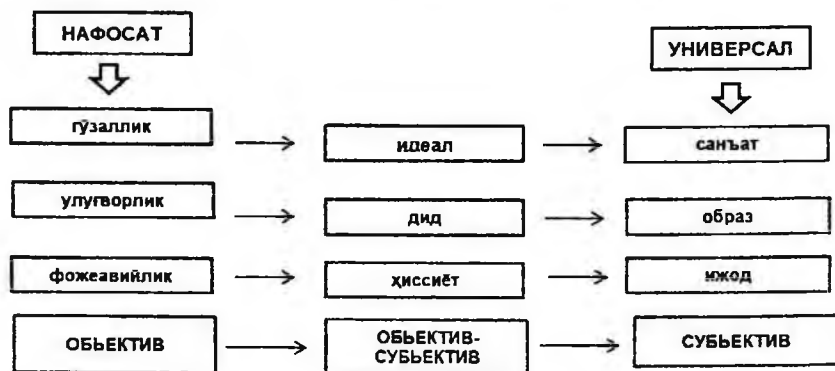 НАФОСАТ
УНИВЕРСАЛ
гўзаллик
идеал
санъат
улуғворлик
дид
образ
фожеавийлик
ҳиссиёт
ижод
ОБЬЕКТИВ
ОБЬЕКТИВ-
СУБЬЕКТИВ
СУБЬЕКТИВ